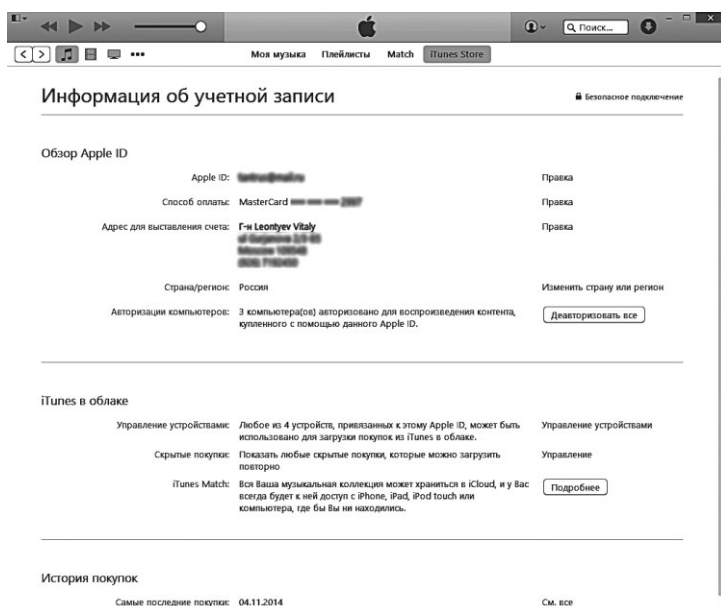 Поиск...
Моя музыка Плейлисты Match iTunes Store
Информация об учетной записи
Безопасное подключение
Обзор Apple ID
Apple ID: Правка
Способ оплаты: MasterCard Правка
Адрес для выставления счета: Г-н Leontyev Vitaly Правка
Страна/регион: Россия Изменить страну или регион
Авторизации компьютеров: 3 компьютера(ов) авторизовано для воспроизведения контента, Деавторизовать все
купленного с помощью данного Apple ID.
iTunes в облаке
Управление устройствами: Любое из 4 устройств, привязанных к этому Apple ID, может быть Управление устройствами
использовано для загрузки покупок из iTunes в облаке.
Скрытые покупки: Показать любые скрытые покупки, которые можно загрузить Управление
повторно
iTunes Match: Вся Ваша музыкальная коллекция может храниться в iCloud, и у Вас Подробнее
всегда будет к ней доступ с iPhone, iPad, iPod touch или
компьютера, где бы Вы ни находились.
История покупок
Самые последние покупки: 04.11.2014 См. все